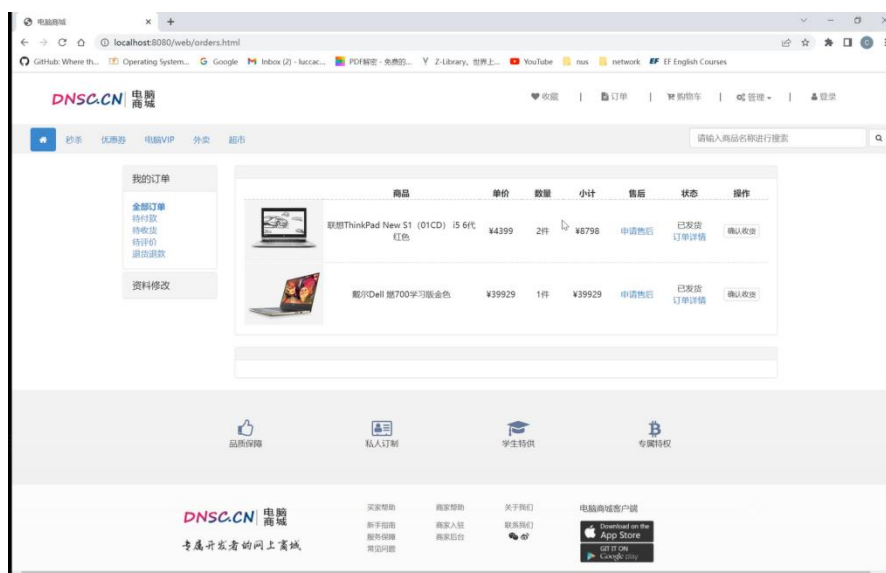 电脑商城
localhost:8080/web/orders.html
GitHub: Where th... Operating System... Google Inbox (2) - luccac... PDF解密 - 免费的... Z-Library, 世界上... YouTube nus network EF English Courses
DNSC.CN 电脑商城 收藏 | 订单 | 购物车 | 管理 | 登录
秒杀 优惠券 电脑VIP 外卖 超市 请输入商品名称进行搜索
我的订单
全部订单
待付款
待收货
待评价
退货退款
资料修改
商品 单价 数量 小计 售后 状态 操作
联想ThinkPad New S1 (01CD) i5 6代 红色 ¥4399 2件 ¥8798 申请售后 已发货 订单详情 确认收货
戴尔Dell 燃700学习版金色 ¥39929 1件 ¥39929 申请售后 已发货 订单详情 确认收货
品质保障 私人订制 学生特供 专属特权
DNSC.CN 电脑商城
专属开发者的网上商城
买家帮助 商家帮助 关于我们 电脑商城客户端
新手指南 商家入驻 联系我们
服务保障 商家后台
常见问题
Download on the
App Store
GET IT ON
Google play